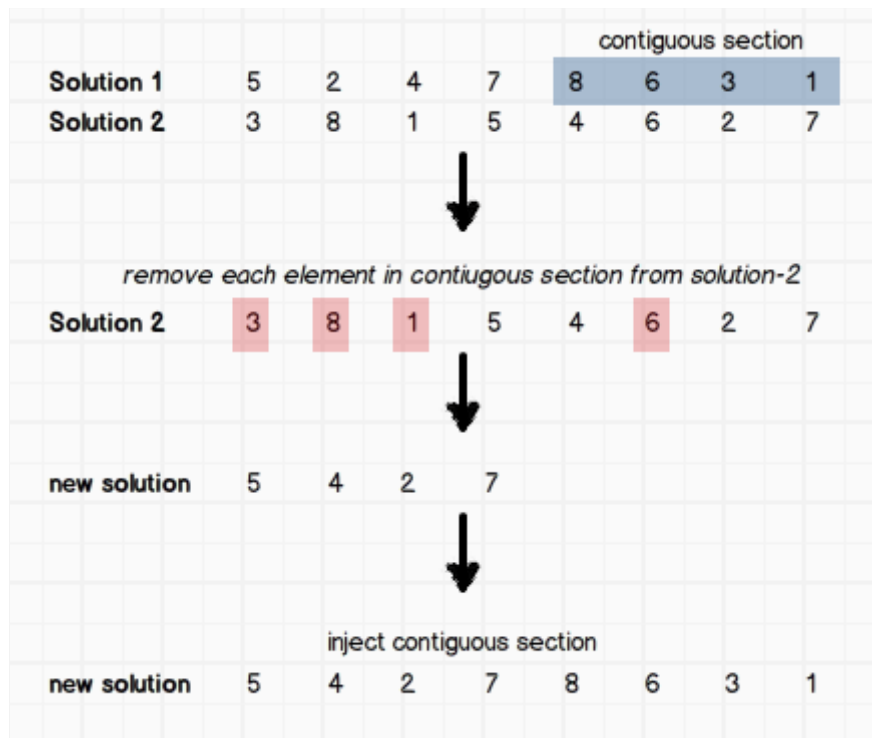 contiguous section
Solution 1 5 2 4 7 8 6 3 1
Solution 2 3 8 1 5 4 6 2 7
remove each element in contiugous section from solution-2
Solution 2 3 8 1 5 4 6 2 7
new solution 5 4 2 7
inject contiguous section
new solution 5 4 2 7 8 6 3 1